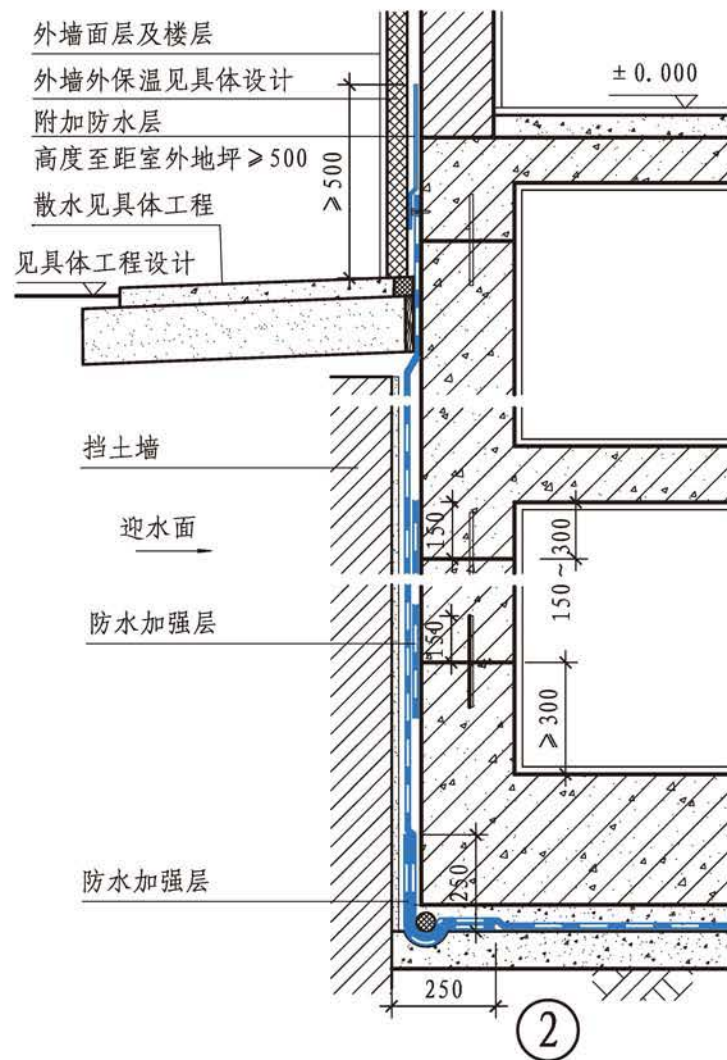 外墙面层及楼层
外墙外保温见具体设计
±0.000
附加防水层
高度至距室外地坪≥500
≥500
散水见具体工程
见具体工程设计
挡土墙
迎水面
150
150~300
防水加强层
150
≥300
防水加强层
250
250
2